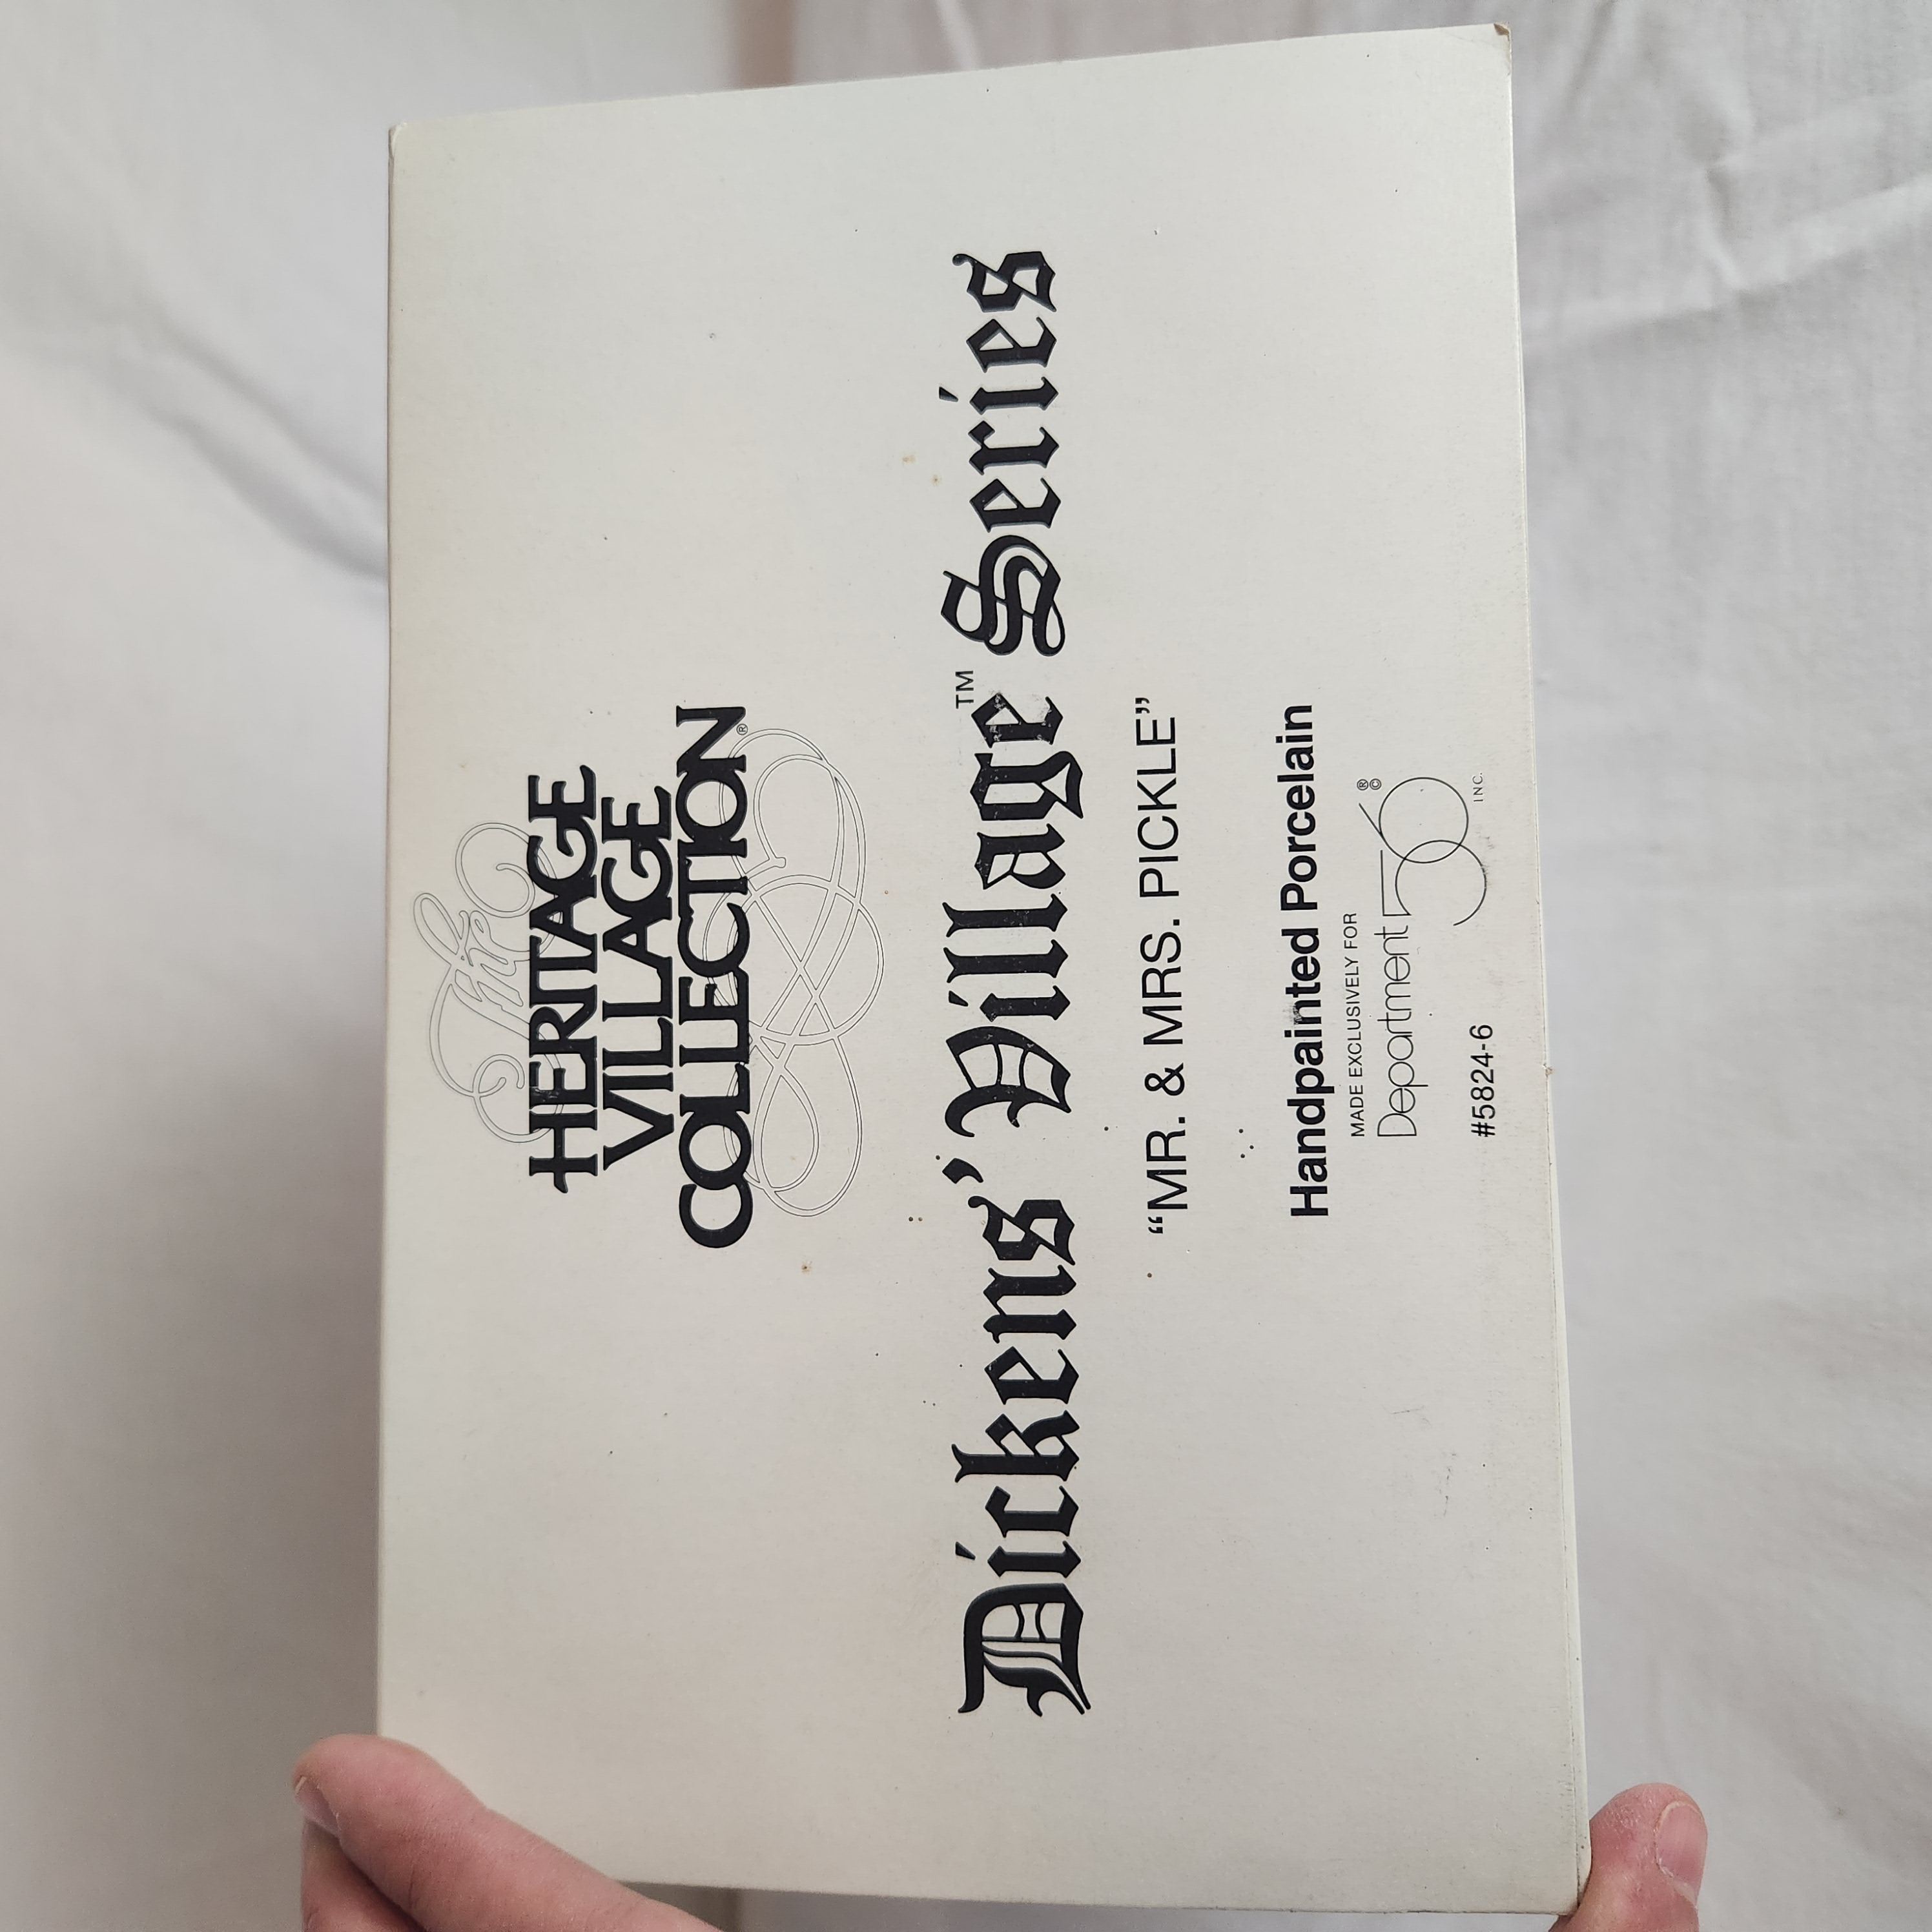 The
HERITAGE
VILLAGE
COLLECTION®
Dickens' Village™ Series
“MR. & MRS. PICKLE”
Handpainted Porcelain
MADE EXCLUSIVELY FOR
Department 56®©
INC.
#5824-6